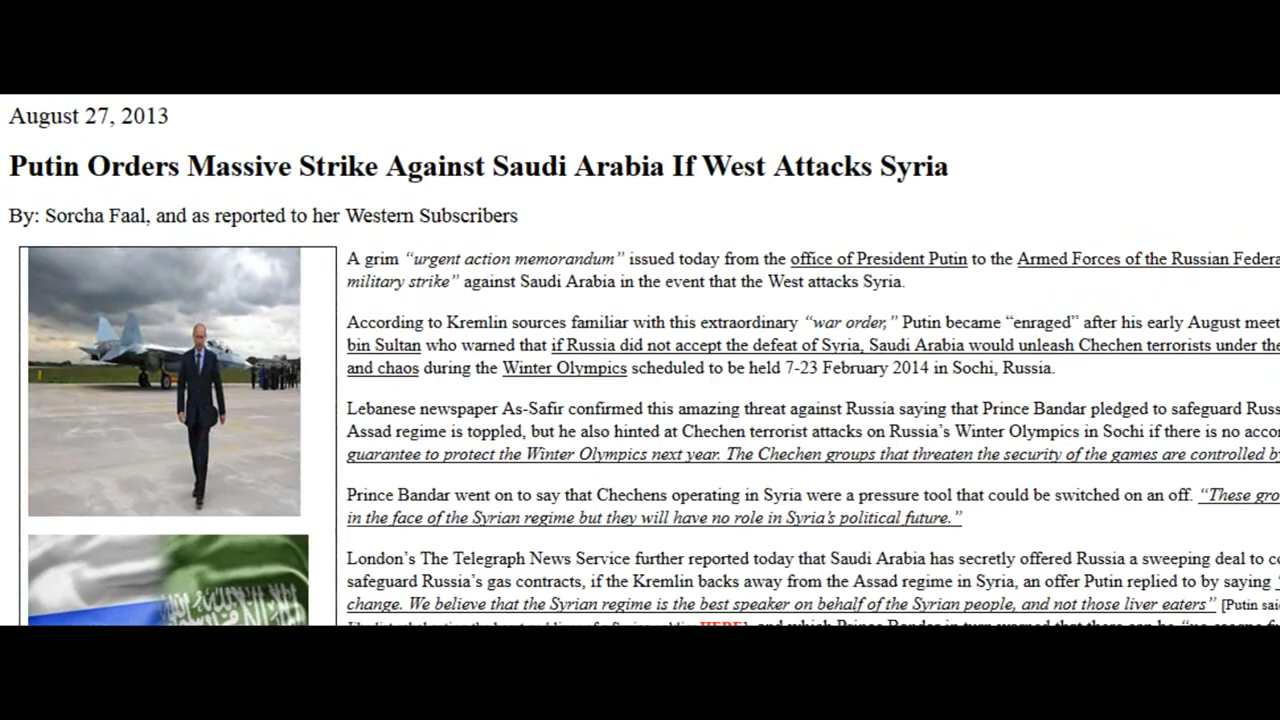 August 27, 2013
Putin Orders Massive Strike Against Saudi Arabia If West Attacks Syria
By: Sorcha Faal, and as reported to her Western Subscribers
A grim “urgent action memorandum” issued today from the office of President Putin to the Armed Forces of the Russian Federa
military strike” against Saudi Arabia in the event that the West attacks Syria.
According to Kremlin sources familiar with this extraordinary “war order,” Putin became “enraged” after his early August meet
bin Sultan who warned that if Russia did not accept the defeat of Syria, Saudi Arabia would unleash Chechen terrorists under the
and chaos during the Winter Olympics scheduled to be held 7-23 February 2014 in Sochi, Russia.
Lebanese newspaper As-Safir confirmed this amazing threat against Russia saying that Prince Bandar pledged to safeguard Russ
Assad regime is toppled, but he also hinted at Chechen terrorist attacks on Russia’s Winter Olympics in Sochi if there is no acco
guarantee to protect the Winter Olympics next year. The Chechen groups that threaten the security of the games are controlled by
Prince Bandar went on to say that Chechens operating in Syria were a pressure tool that could be switched on an off. “These gro
in the face of the Syrian regime but they will have no role in Syria’s political future.”
London’s The Telegraph News Service further reported today that Saudi Arabia has secretly offered Russia a sweeping deal to co
safeguard Russia’s gas contracts, if the Kremlin backs away from the Assad regime in Syria, an offer Putin replied to by saying
change. We believe that the Syrian regime is the best speaker on behalf of the Syrian people, and not those liver eaters” [Putin sai
HERE], and which Prince Bandar in turn warned that there can be